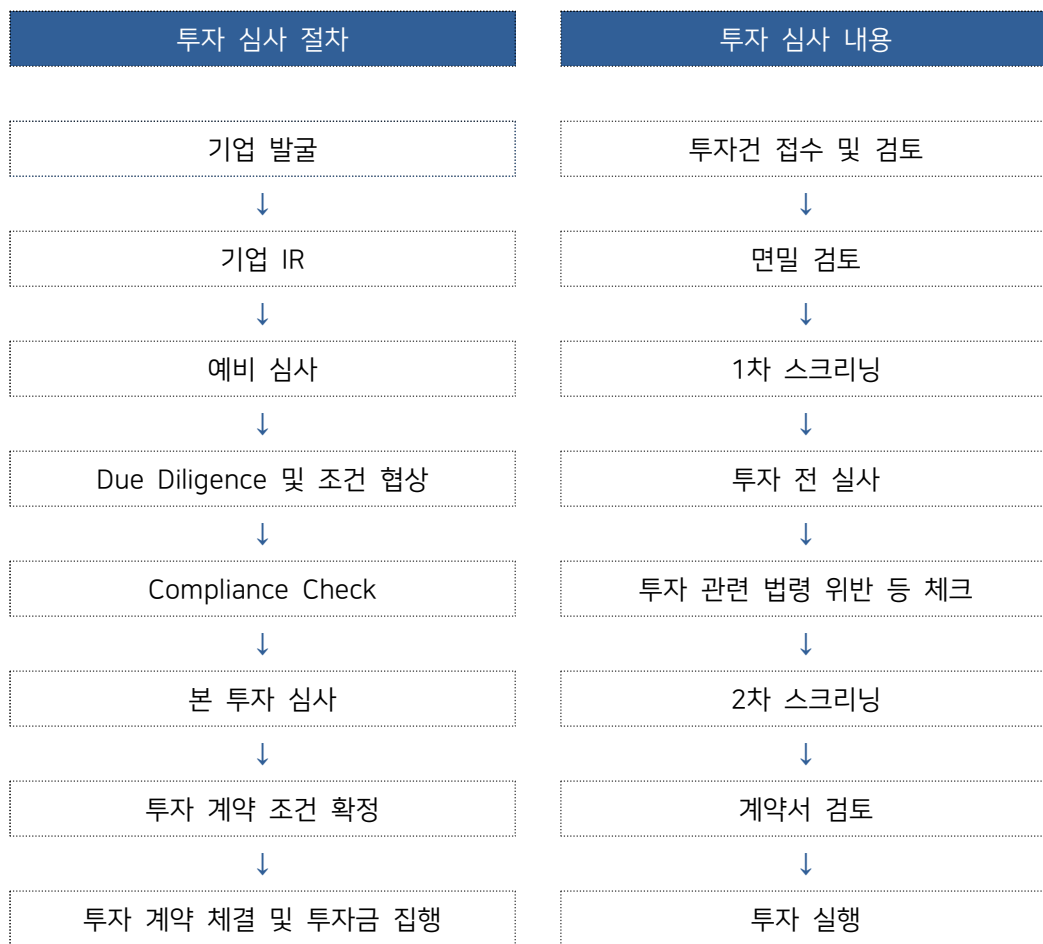 투자 심사 절차
투자 심사 내용
기업 발굴
투자건 접수 및 검토
↓
↓
기업 IR
면밀 검토
↓
↓
예비 심사
1차 스크리닝
↓
↓
Due Diligence 및 조건 협상
투자 전 실사
↓
↓
Compliance Check
투자 관련 법령 위반 등 체크
↓
↓
본 투자 심사
2차 스크리닝
↓
↓
투자 계약 조건 확정
계약서 검토
↓
↓
투자 계약 체결 및 투자금 집행
투자 실행